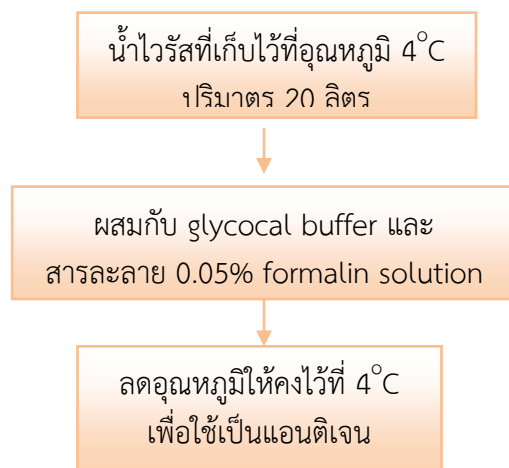 น้ำไวรัสที่เก็บไว้ที่อุณหภูมิ 4°C
ปริมาตร 20 ลิตร
ผสมกับ glycocal buffer และ
สารละลาย 0.05% formalin solution
ลดอุณหภูมิให้คงไว้ที่ 4°C
เพื่อใช้เป็นแอนติเจน